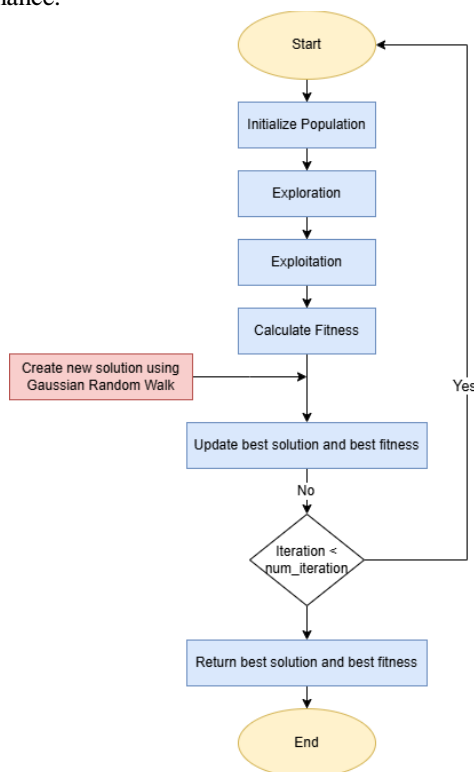 mance.
Start
Initialize Population
Exploration
Exploitation
Calculate Fitness
Create new solution using
Gaussian Random Walk
Yes
Update best solution and best fitness
No
Iteration <
num_iteration
Return best solution and best fitness
End